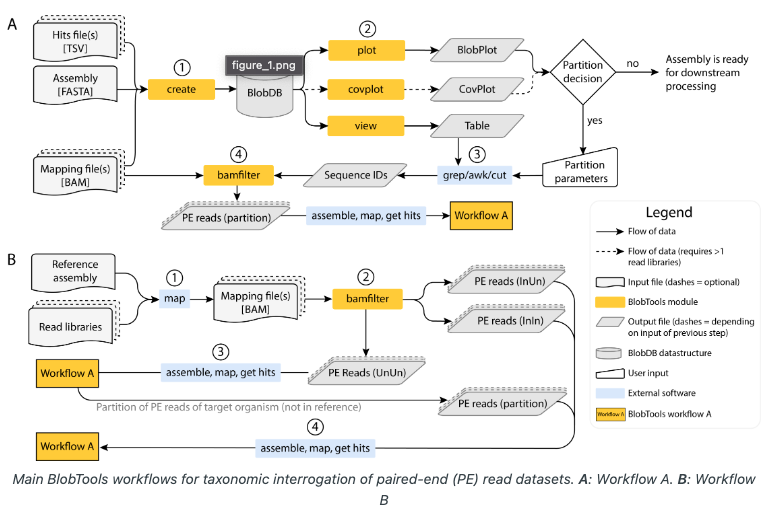 A
Hits file(s)
[TSV]
Assembly
[FASTA]
Mapping file(s)
[BAM]
1
create
figure_1.png
BlobDB
2
plot
covplot
view
BlobPlot
CovPlot
Table
Partition
decision
no
Assembly is ready
for downstream
processing
yes
Partition
parameters
3
grep/awk/cut
Sequence IDs
4
bamfilter
PE reads (partition)
assemble, map, get hits
Workflow A
B
Reference
assembly
Read libraries
1
map
Mapping file(s)
[BAM]
2
bamfilter
PE reads (InUn)
PE reads (InIn)
PE Reads (UnUn)
3
assemble, map, get hits
Workflow A
Partition of PE reads of target organism (not in reference)
PE reads (partition)
4
assemble, map, get hits
Workflow A
Legend
Flow of data
Flow of data (requires >1
read libraries)
Input file (dashes = optional)
BlobTools module
Output file (dashes = depending
on input of previous step)
BlobDB datastructure
User input
External software
Workflow A
BlobTools workflow A
Main BlobTools workflows for taxonomic interrogation of paired-end (PE) read datasets. A: Workflow A. B: Workflow
B